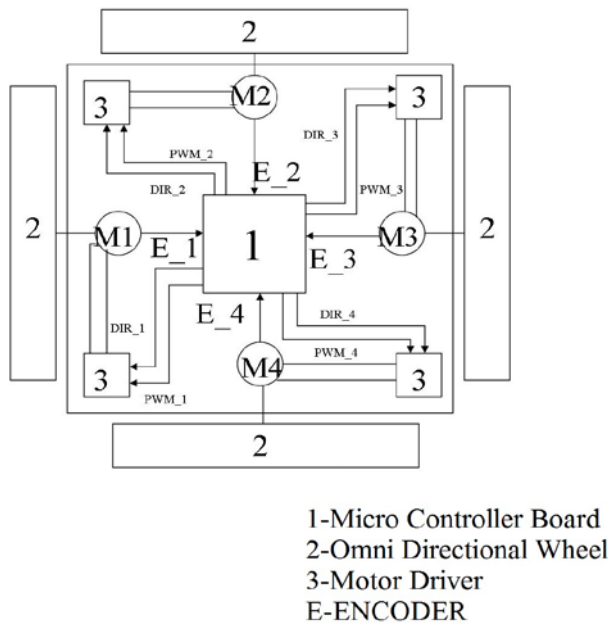 2
3
M2
3
DIR_3
PWM_2
E_2
PWM_3
DIR_2
2
M1
E_1
1
E_3
M3
2
E_4
DIR_1
DIR_4
PWM_4
3
M4
3
PWM_1
2
1-Micro Controller Board
2-Omni Directional Wheel
3-Motor Driver
E-ENCODER